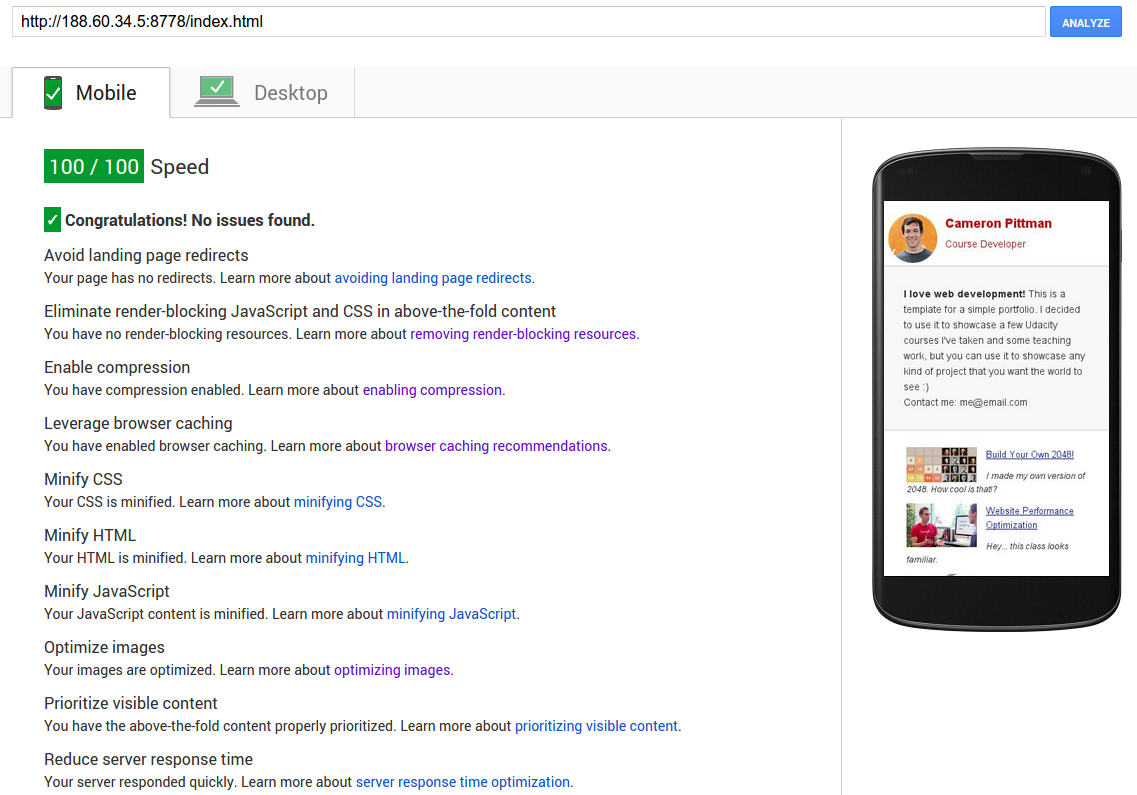 http://188.60.34.5:8778/index.html
ANALYZE
Mobile
Desktop
100 / 100 Speed
Congratulations! No issues found.
Avoid landing page redirects
Your page has no redirects. Learn more about avoiding landing page redirects.
Eliminate render-blocking JavaScript and CSS in above-the-fold content
You have no render-blocking resources. Learn more about removing render-blocking resources.
Enable compression
You have compression enabled. Learn more about enabling compression.
Leverage browser caching
You have enabled browser caching. Learn more about browser caching recommendations.
Minify CSS
Your CSS is minified. Learn more about minifying CSS.
Minify HTML
Your HTML is minified. Learn more about minifying HTML.
Minify JavaScript
Your JavaScript content is minified. Learn more about minifying JavaScript.
Optimize images
Your images are optimized. Learn more about optimizing images.
Prioritize visible content
You have the above-the-fold content properly prioritized. Learn more about prioritizing visible content.
Reduce server response time
Your server responded quickly. Learn more about server response time optimization.
Cameron Pittman
Course Developer
I love web development! This is a
template for a simple portfolio. I decided
to use it to showcase a few Udacity
courses I've taken and some teaching
work, but you can use it to showcase any
kind of project that you want the world to
see :)
Contact me: me@email.com
Build Your Own 2048!
I made my own version of
2048. How cool is that!?
Website Performance
Optimization
Hey... this class looks
familiar.